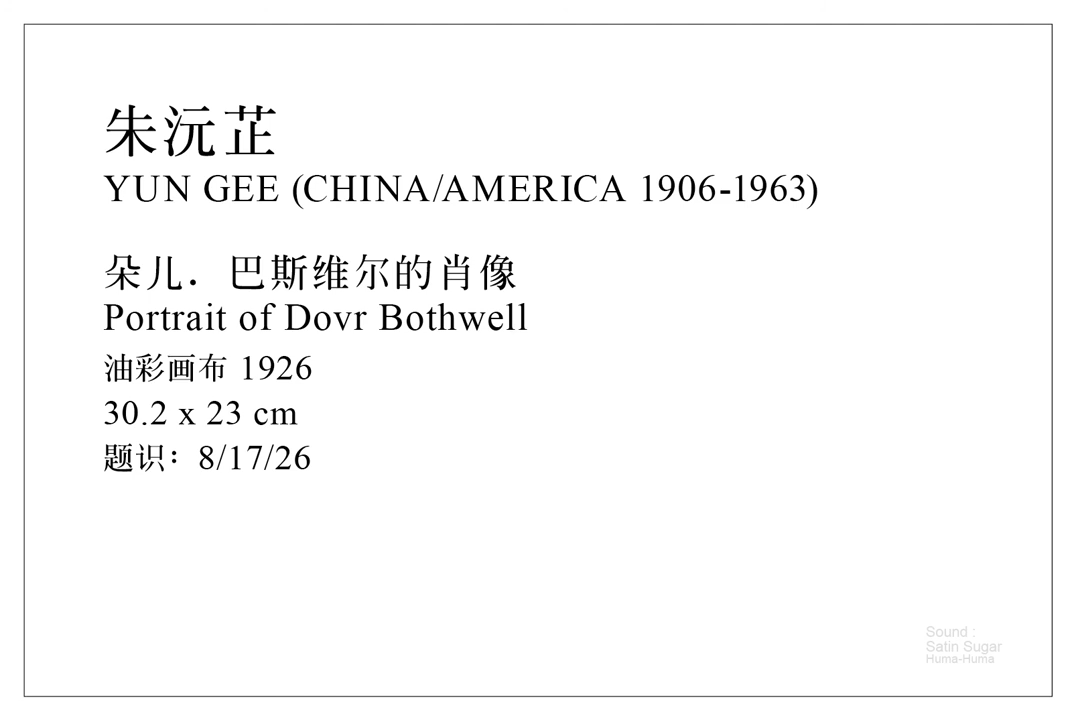 朱沅芷
YUN GEE (CHINA/AMERICA 1906-1963)
朵儿．巴斯维尔的肖像
Portrait of Dovr Bothwell
油彩画布 1926
30.2 x 23 cm
题识：8/17/26
Sound :
Satin Sugar
Huma-Huma